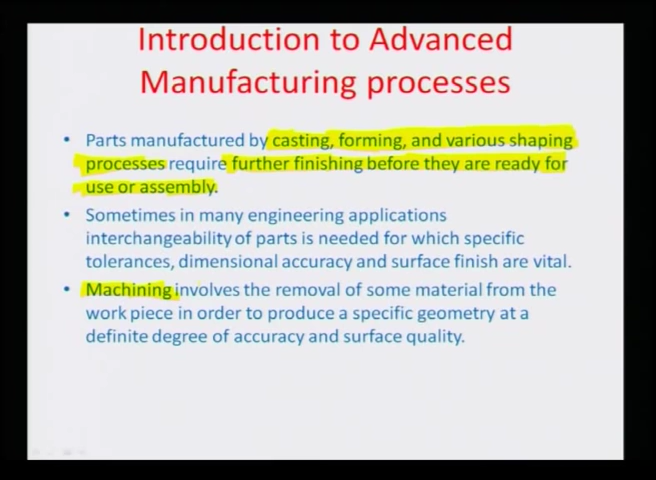 Introduction to Advanced
Manufacturing processes
• Parts manufactured by casting, forming, and various shaping
processes require further finishing before they are ready for
use or assembly.
• Sometimes in many engineering applications
interchangeability of parts is needed for which specific
tolerances, dimensional accuracy and surface finish are vital.
• Machining involves the removal of some material from the
work piece in order to produce a specific geometry at a
definite degree of accuracy and surface quality.